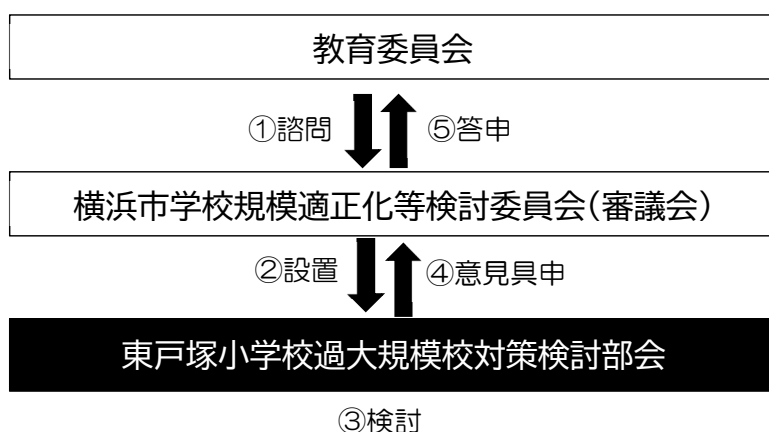 教育委員会
①諮問 ⑤答申
横浜市学校規模適正化等検討委員会(審議会)
②設置 ④意見具申
東戸塚小学校過大規模校対策検討部会
③検討